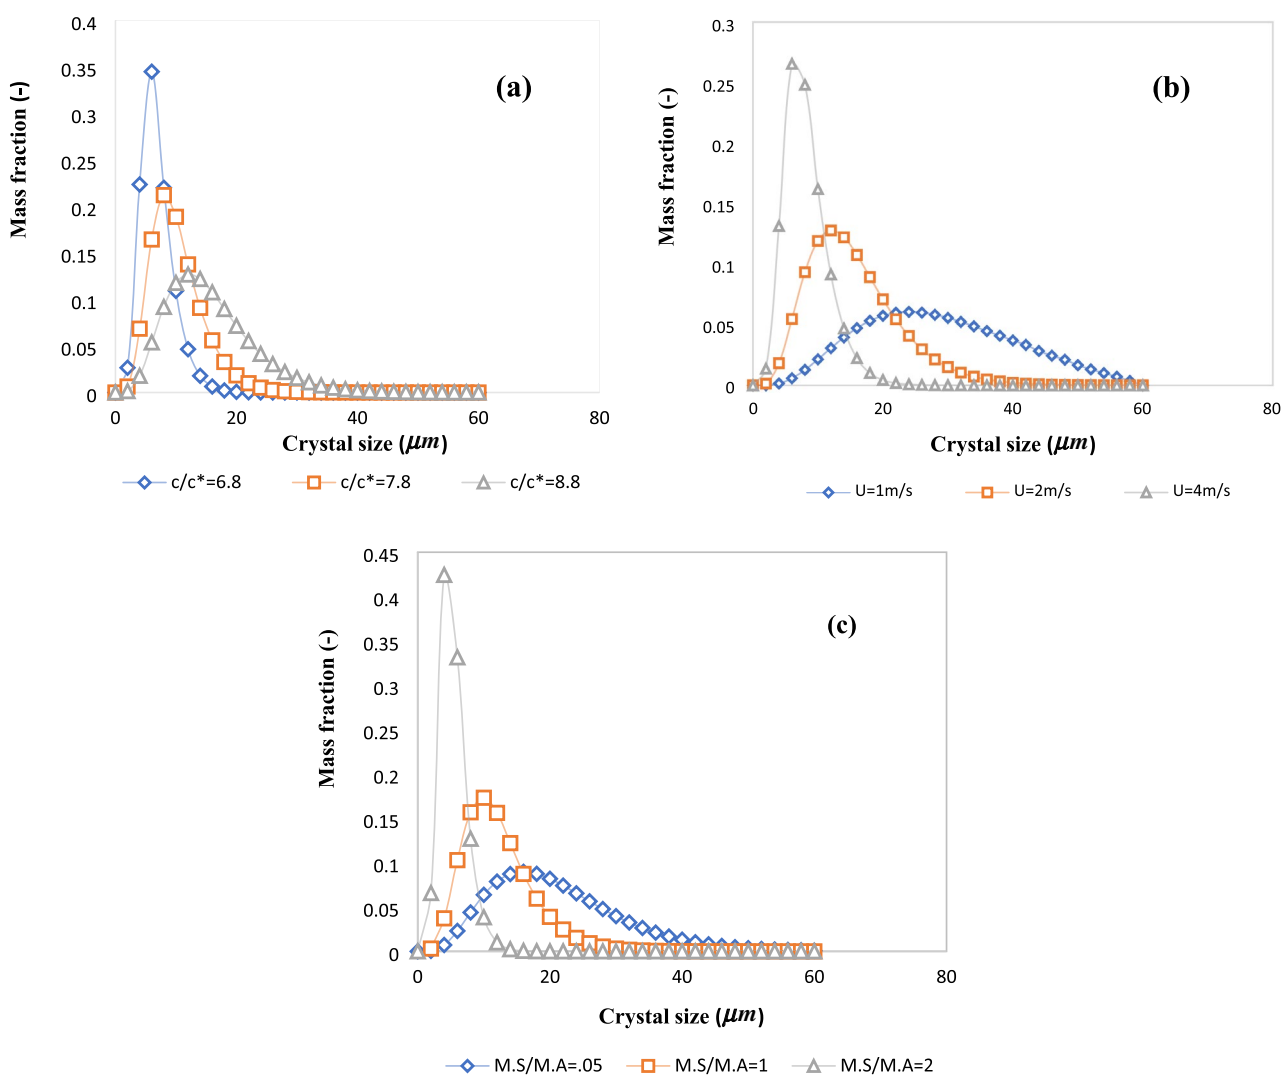 0.4
0.35
0.3
0.25
0.2
0.15
0.1
0.05
0
Mass fraction (-)
(a)
0 20 40 60 80
Crystal size (μm)
c/c*=6.8 c/c*=7.8 c/c*=8.8
0.3
0.25
0.2
0.15
0.1
0.05
0
Mass fraction (-)
(b)
0 20 40 60 80
Crystal size (μm)
U=1m/s U=2m/s U=4m/s
0.45
0.4
0.35
0.3
0.25
0.2
0.15
0.1
0.05
0
Mass fraction (-)
(c)
0 20 40 60 80
Crystal size (μm)
M.S/M.A=.05 M.S/M.A=1 M.S/M.A=2